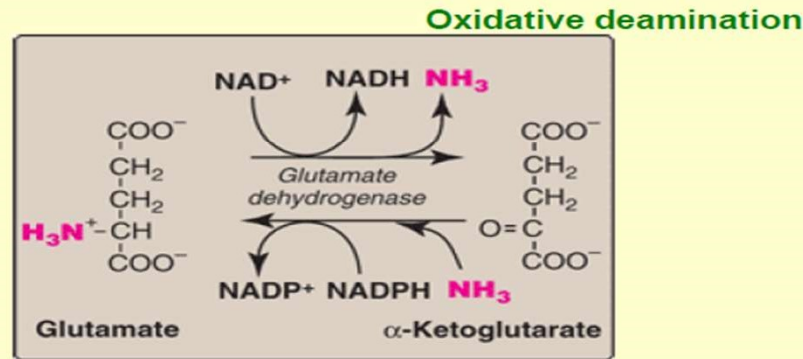 Oxidative deamination
NAD+ NADH NH₃
COO⁻
CH₂
CH₂
H₃N⁺-CH
COO⁻
Glutamate
dehydrogenase
COO⁻
CH₂
CH₂
O=C
COO⁻
NADP+ NADPH NH₃
Glutamate
α-Ketoglutarate